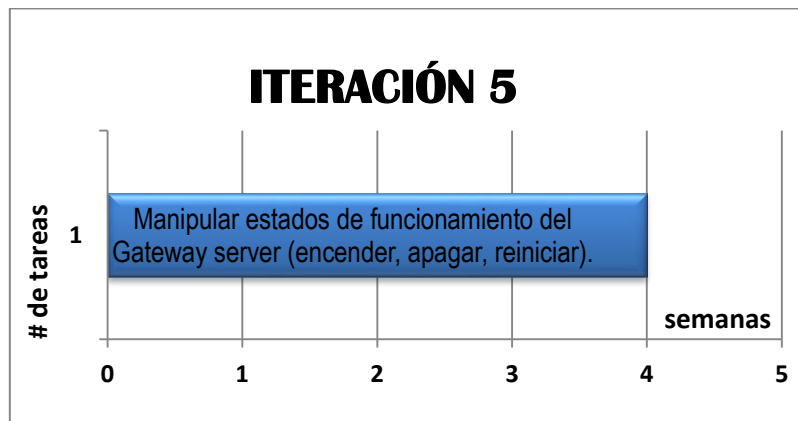 ITERACIÓN 5
# de tareas
1
Manipular estados de funcionamiento del
Gateway server (encender, apagar, reiniciar).
semanas
0 1 2 3 4 5